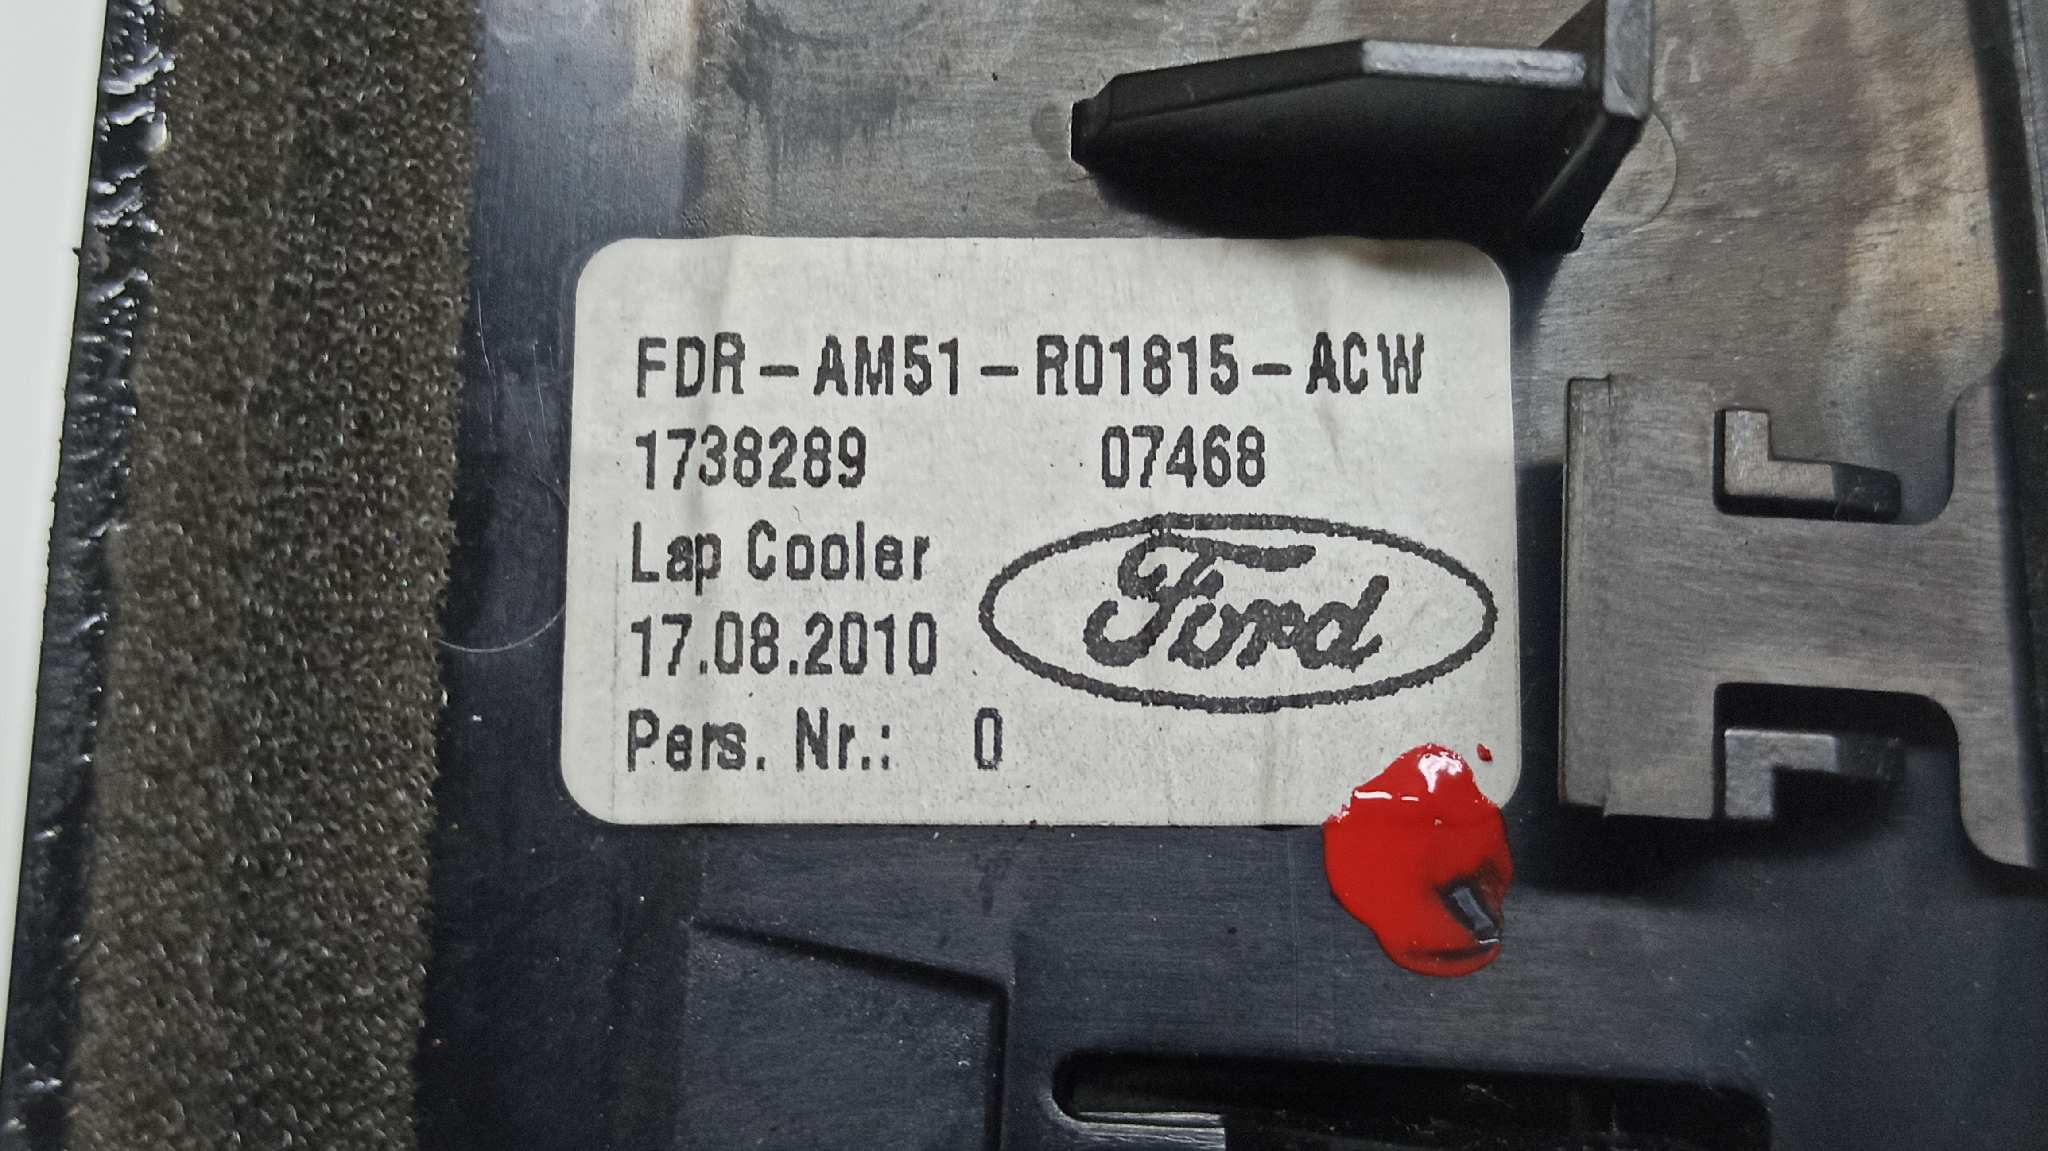 FDR-AM51-R01815-ACW
1738289 07468
Lap Cooler
17.08.2010
Ford
Pers. Nr.: 0